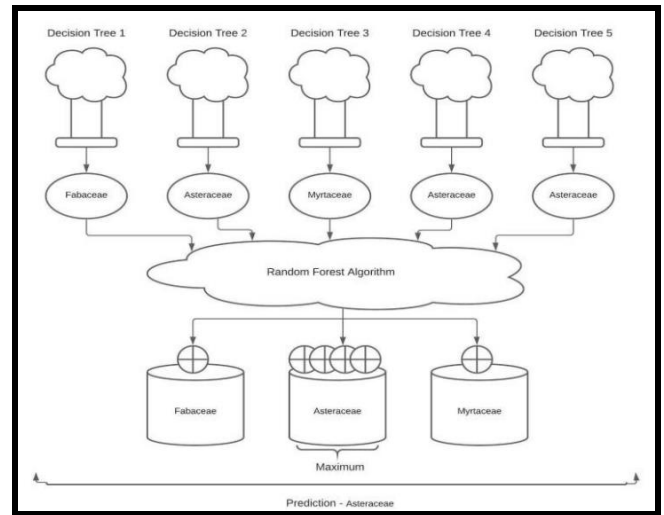 Decision Tree 1 Decision Tree 2 Decision Tree 3 Decision Tree 4 Decision Tree 5
Fabaceae Asteraceae Myrtaceae Asteraceae Asteraceae
Random Forest Algorithm
Fabaceae Asteraceae Myrtaceae
Maximum
Prediction - Asteraceae